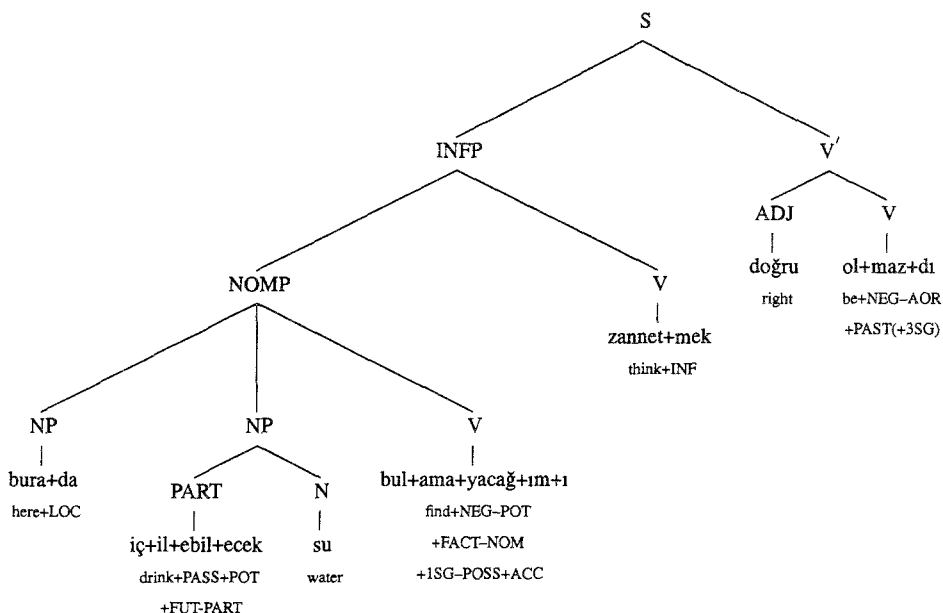 S
INFP V′
ADJ V
doğru ol+maz+dı
NOMP V right be+NEG–AOR
+PAST(+3SG)
zannet+mek
think+INF
NP NP V
bura+da PART N bul+ama+yacağ+ım+ı
here+LOC find+NEG–POT
iç+il+ebil+ecek su +FACT–NOM
drink+PASS+POT water +1SG–POSS+ACC
+FUT-PART